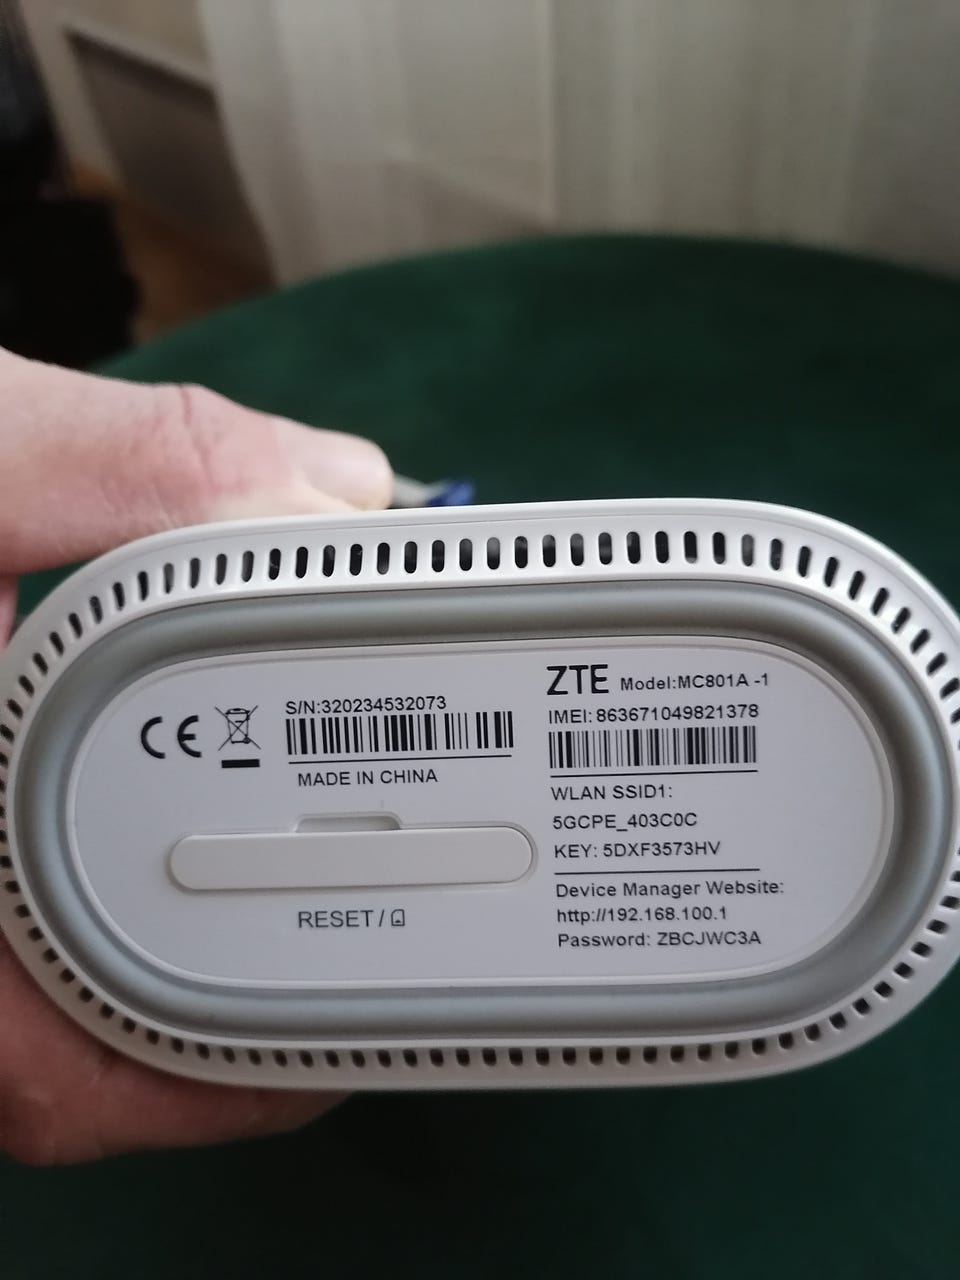 CE
S/N:320234532073
MADE IN CHINA
RESET /
ZTE Model:MC801A -1
IMEI: 863671049821378
WLAN SSID1:
5GCPE_403C0C
KEY: 5DXF3573HV
Device Manager Website:
http://192.168.100.1
Password: ZBCJWC3A